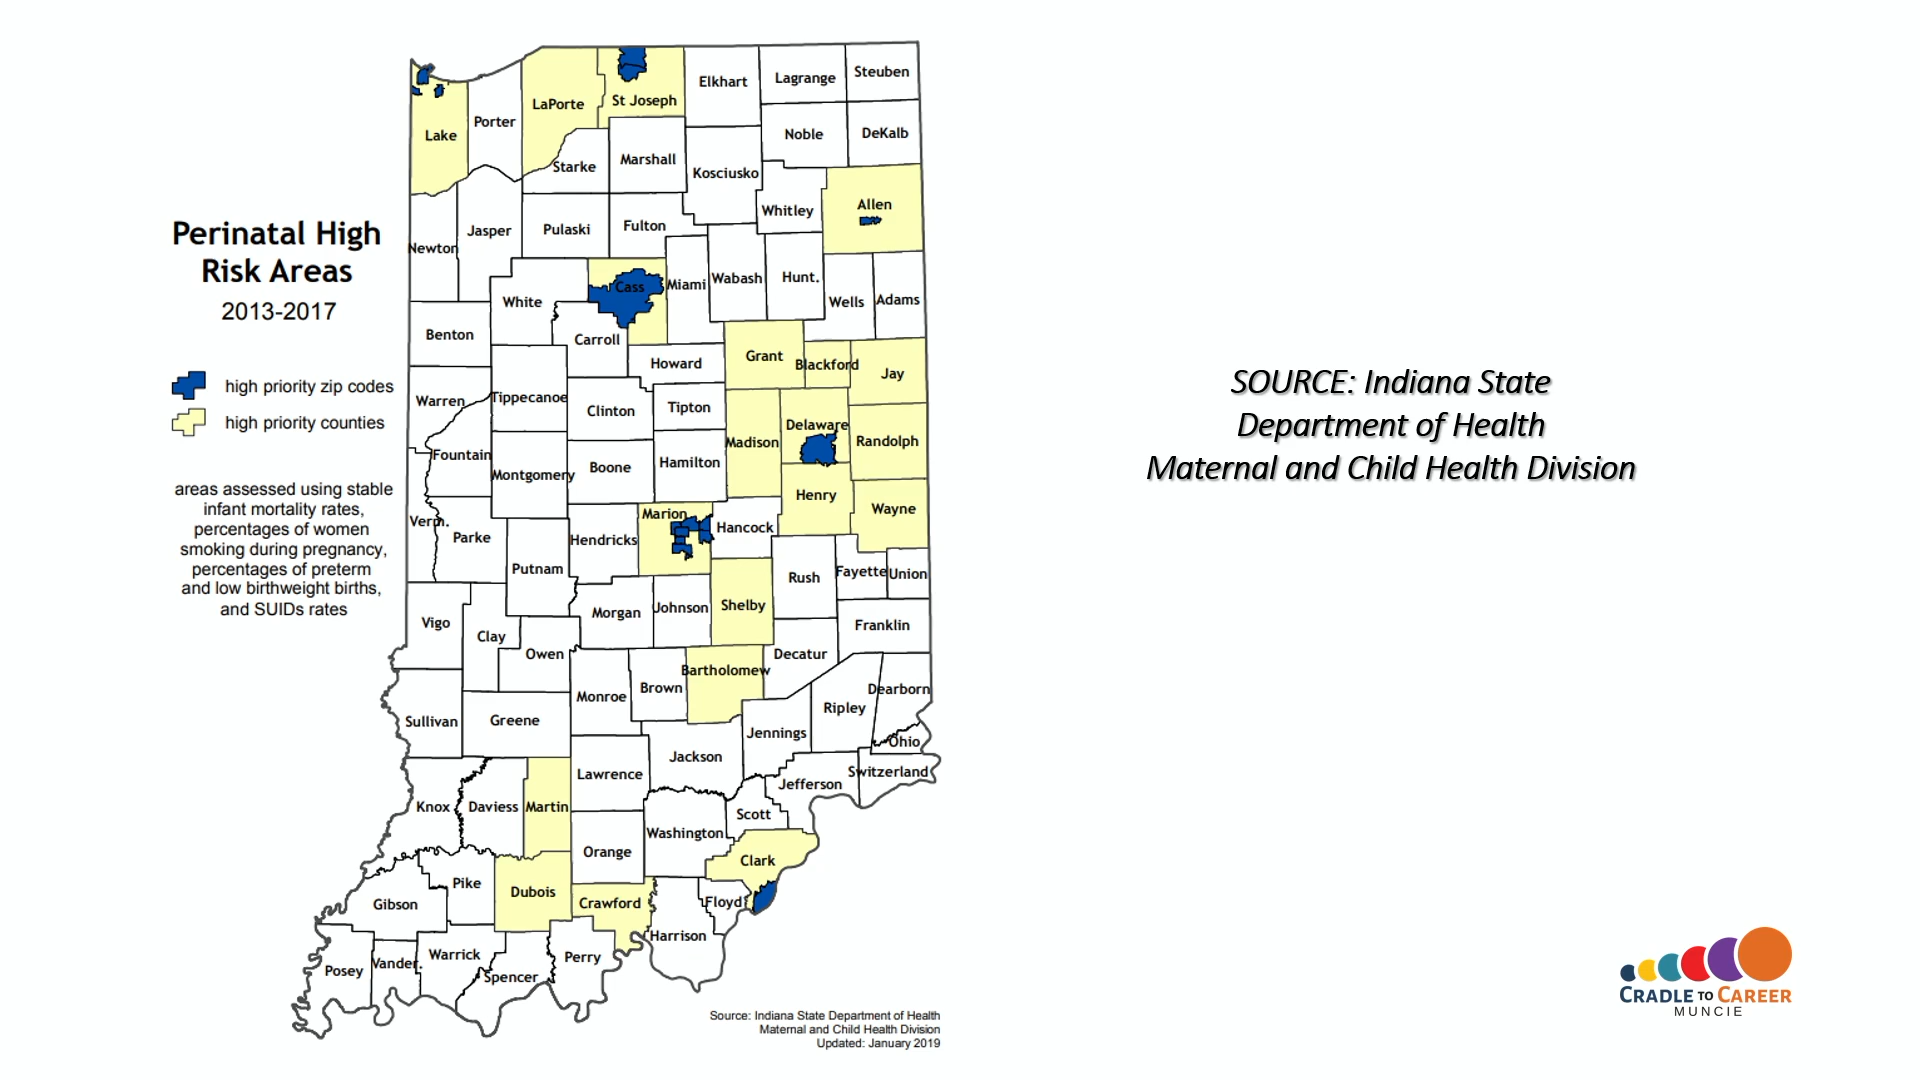 Perinatal High
Risk Areas
2013-2017
high priority zip codes
high priority counties
areas assessed using stable
infant mortality rates,
percentages of women
smoking during pregnancy,
percentages of preterm
and low birthweight births,
and SUIDs rates
Lake
Porter
LaPorte
St Joseph
Elkhart
Lagrange
Steuben
Starke
Marshall
Kosciusko
Noble
DeKalb
Newton
Jasper
Pulaski
Fulton
Whitley
Allen
White
Cass
Miami
Wabash
Hunt.
Wells
Adams
Benton
Carroll
Howard
Grant
Blackford
Jay
Warren
Tippecanoe
Clinton
Tipton
Madison
Delaware
Randolph
Fountain
Montgomery
Boone
Hamilton
Henry
Wayne
Verm.
Parke
Putnam
Hendricks
Marion
Hancock
Rush
Fayette
Union
Vigo
Clay
Owen
Morgan
Johnson
Shelby
Decatur
Franklin
Sullivan
Greene
Monroe
Brown
Bartholomew
Jennings
Ripley
Dearborn
Ohio
Knox
Daviess
Martin
Lawrence
Jackson
Jefferson
Switzerland
Washington
Scott
Orange
Clark
Gibson
Pike
Dubois
Crawford
Floyd
Harrison
Posey
Vander.
Warrick
Spencer
Perry
Source: Indiana State Department of Health
Maternal and Child Health Division
Updated: January 2019
SOURCE: Indiana State
Department of Health
Maternal and Child Health Division
CRADLE TO CAREER
MUNCIE